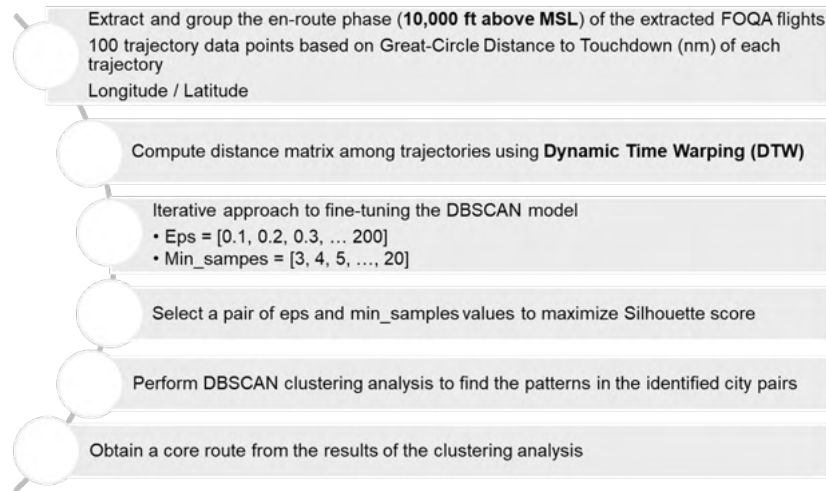 Extract and group the en-route phase (10,000 ft above MSL) of the extracted FOQA flights
100 trajectory data points based on Great-Circle Distance to Touchdown (nm) of each
trajectory
Longitude / Latitude
Compute distance matrix among trajectories using Dynamic Time Warping (DTW)
Iterative approach to fine-tuning the DBSCAN model
• Eps = [0.1, 0.2, 0.3, … 200]
• Min_sampes = [3, 4, 5, …, 20]
Select a pair of eps and min_samples values to maximize Silhouette score
Perform DBSCAN clustering analysis to find the patterns in the identified city pairs
Obtain a core route from the results of the clustering analysis